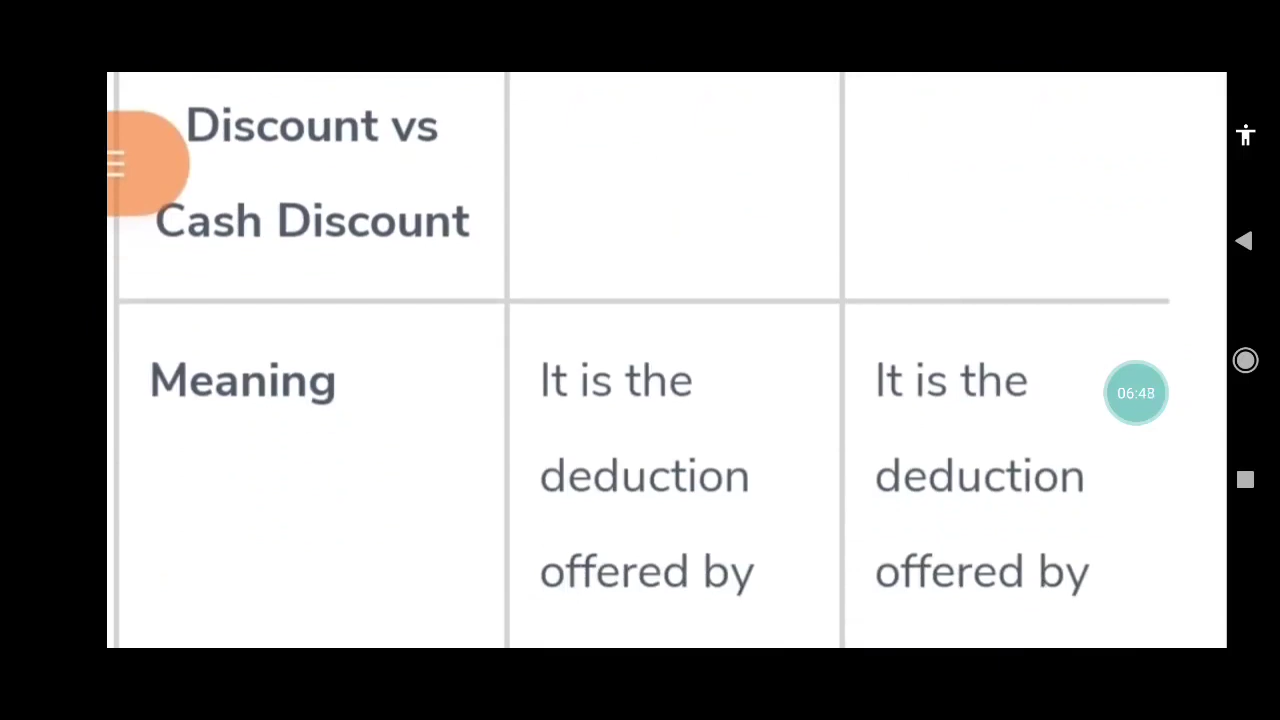 Discount vs
Cash Discount
Meaning
It is the
deduction
offered by
It is the
deduction
offered by
06:48